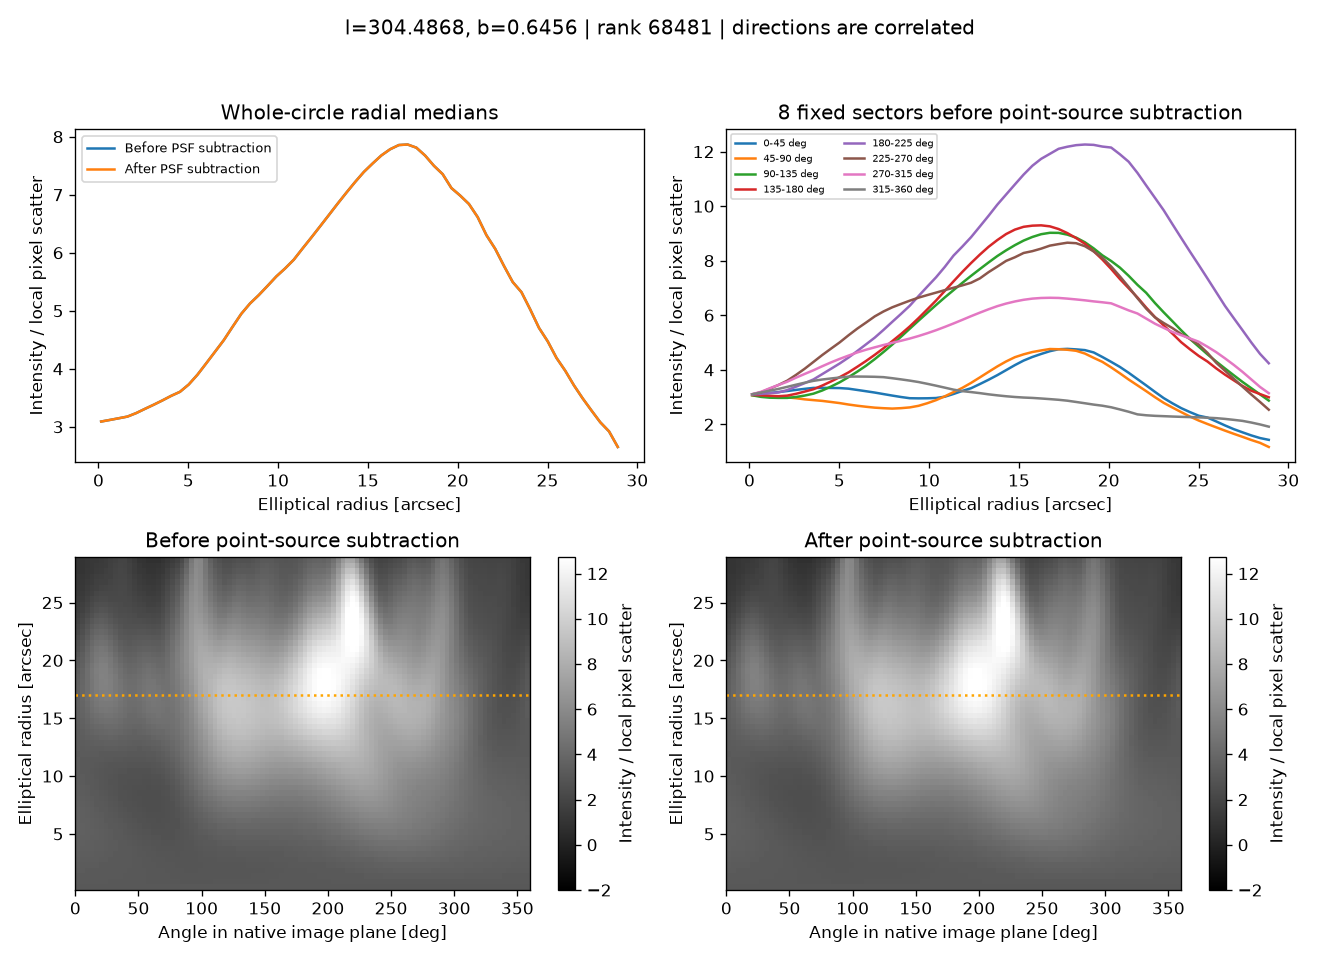 l=304.4868, b=0.6456 | rank 68481 | directions are correlated
Whole-circle radial medians
8
7
6
5
4
3
0
5
10
15
20
25
30
Intensity / local pixel scatter
Elliptical radius [arcsec]
Before PSF subtraction
After PSF subtraction
8 fixed sectors before point-source subtraction
12
10
8
6
4
2
0
5
10
15
20
25
30
Intensity / local pixel scatter
Elliptical radius [arcsec]
0-45 deg
45-90 deg
90-135 deg
135-180 deg
180-225 deg
225-270 deg
270-315 deg
315-360 deg
Before point-source subtraction
25
20
15
10
5
0
50
100
150
200
250
300
350
Elliptical radius [arcsec]
Angle in native image plane [deg]
12
10
8
6
4
2
0
−2
Intensity / local pixel scatter
After point-source subtraction
25
20
15
10
5
0
50
100
150
200
250
300
350
Elliptical radius [arcsec]
Angle in native image plane [deg]
12
10
8
6
4
2
0
−2
Intensity / local pixel scatter